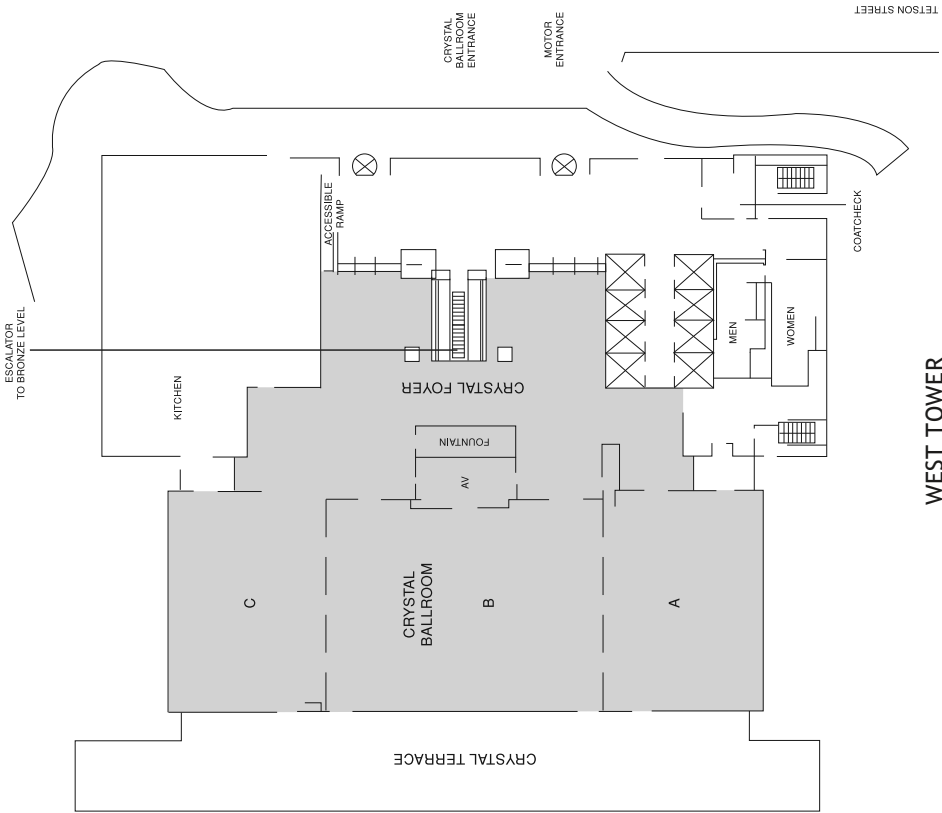 TETSON STREET
CRYSTAL
BALLROOM
ENTRANCE
MOTOR
ENTRANCE
ESCALATOR
TO BRONZE LEVEL
ACCESSIBLE
RAMP
COATCHECK
KITCHEN
CRYSTAL FOYER
MEN
WOMEN
FOUNTAIN
AV
C
CRYSTAL
BALLROOM
B
A
CRYSTAL TERRACE
WEST TOWER